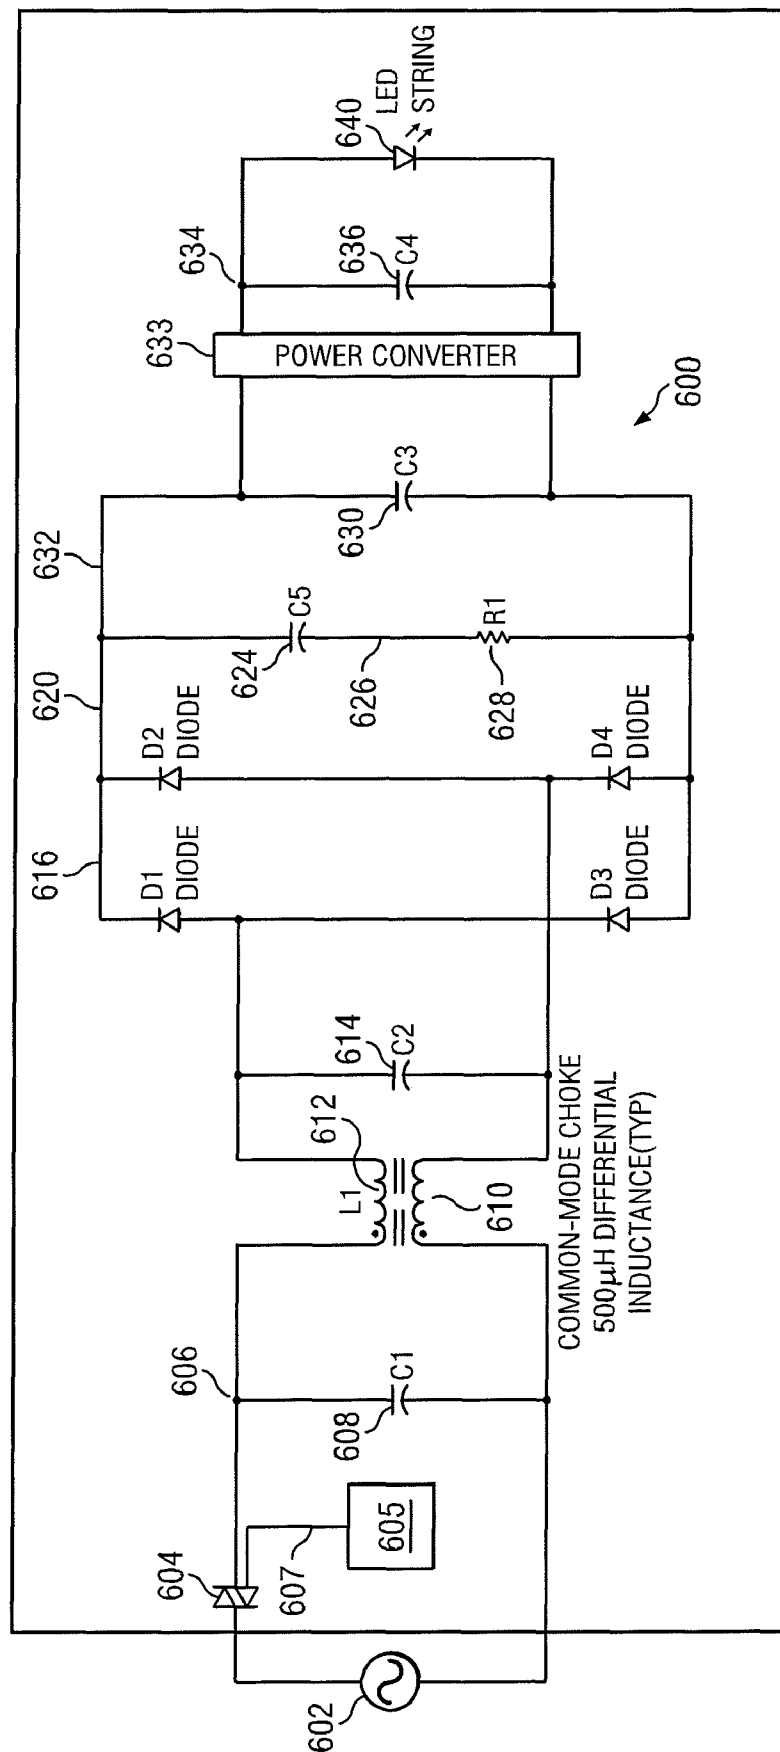 602
604
605
607
606
608
C1
L1
612
610
COMMON-MODE CHOKE
500µH DIFFERENTIAL
INDUCTANCE(TYP)
614
C2
616
D1
DIODE
D3
DIODE
620
D2
DIODE
D4
DIODE
624
C5
626
628
R1
632
630
C3
600
633
POWER CONVERTER
634
636
C4
640
LED
STRING